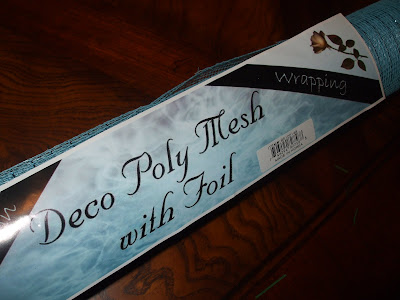 Wrapping
Deco Poly Mesh
with Foil